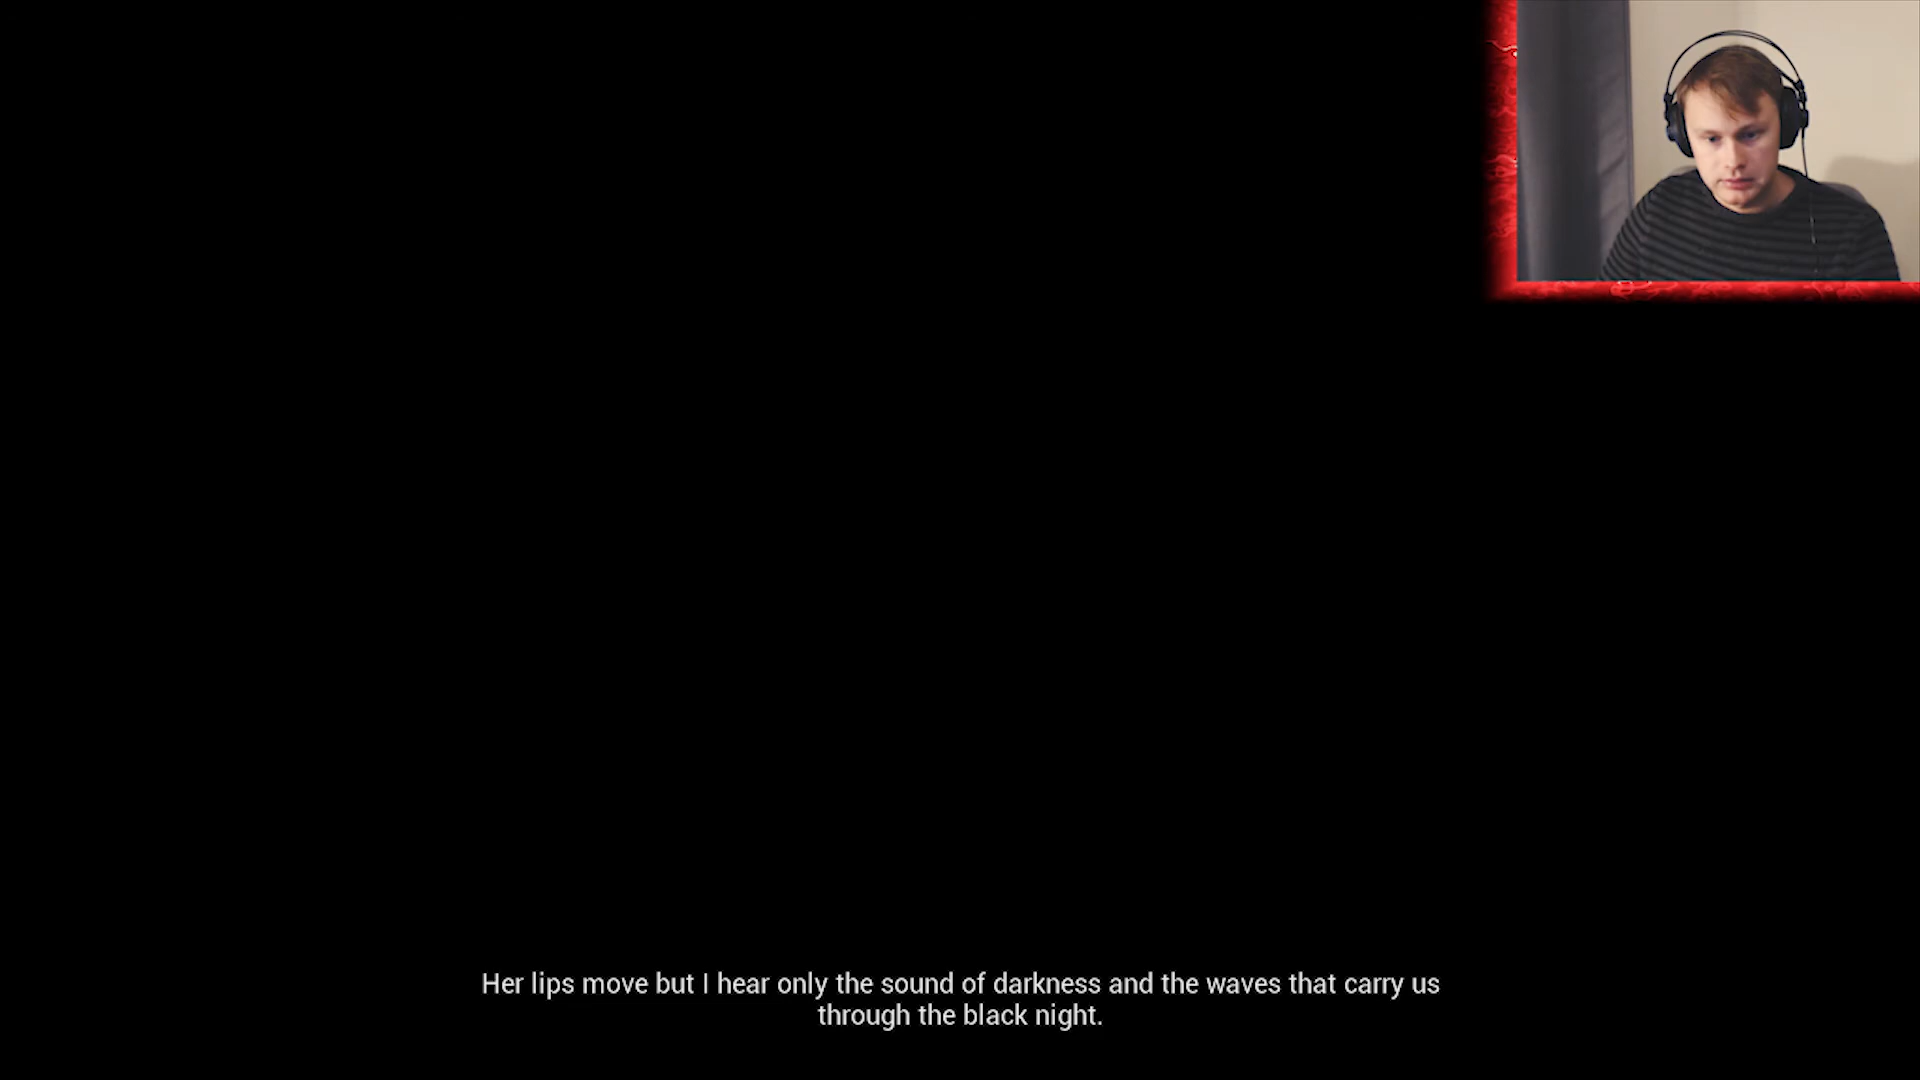 Her lips move but I hear only the sound of darkness and the waves that carry us
through the black night.